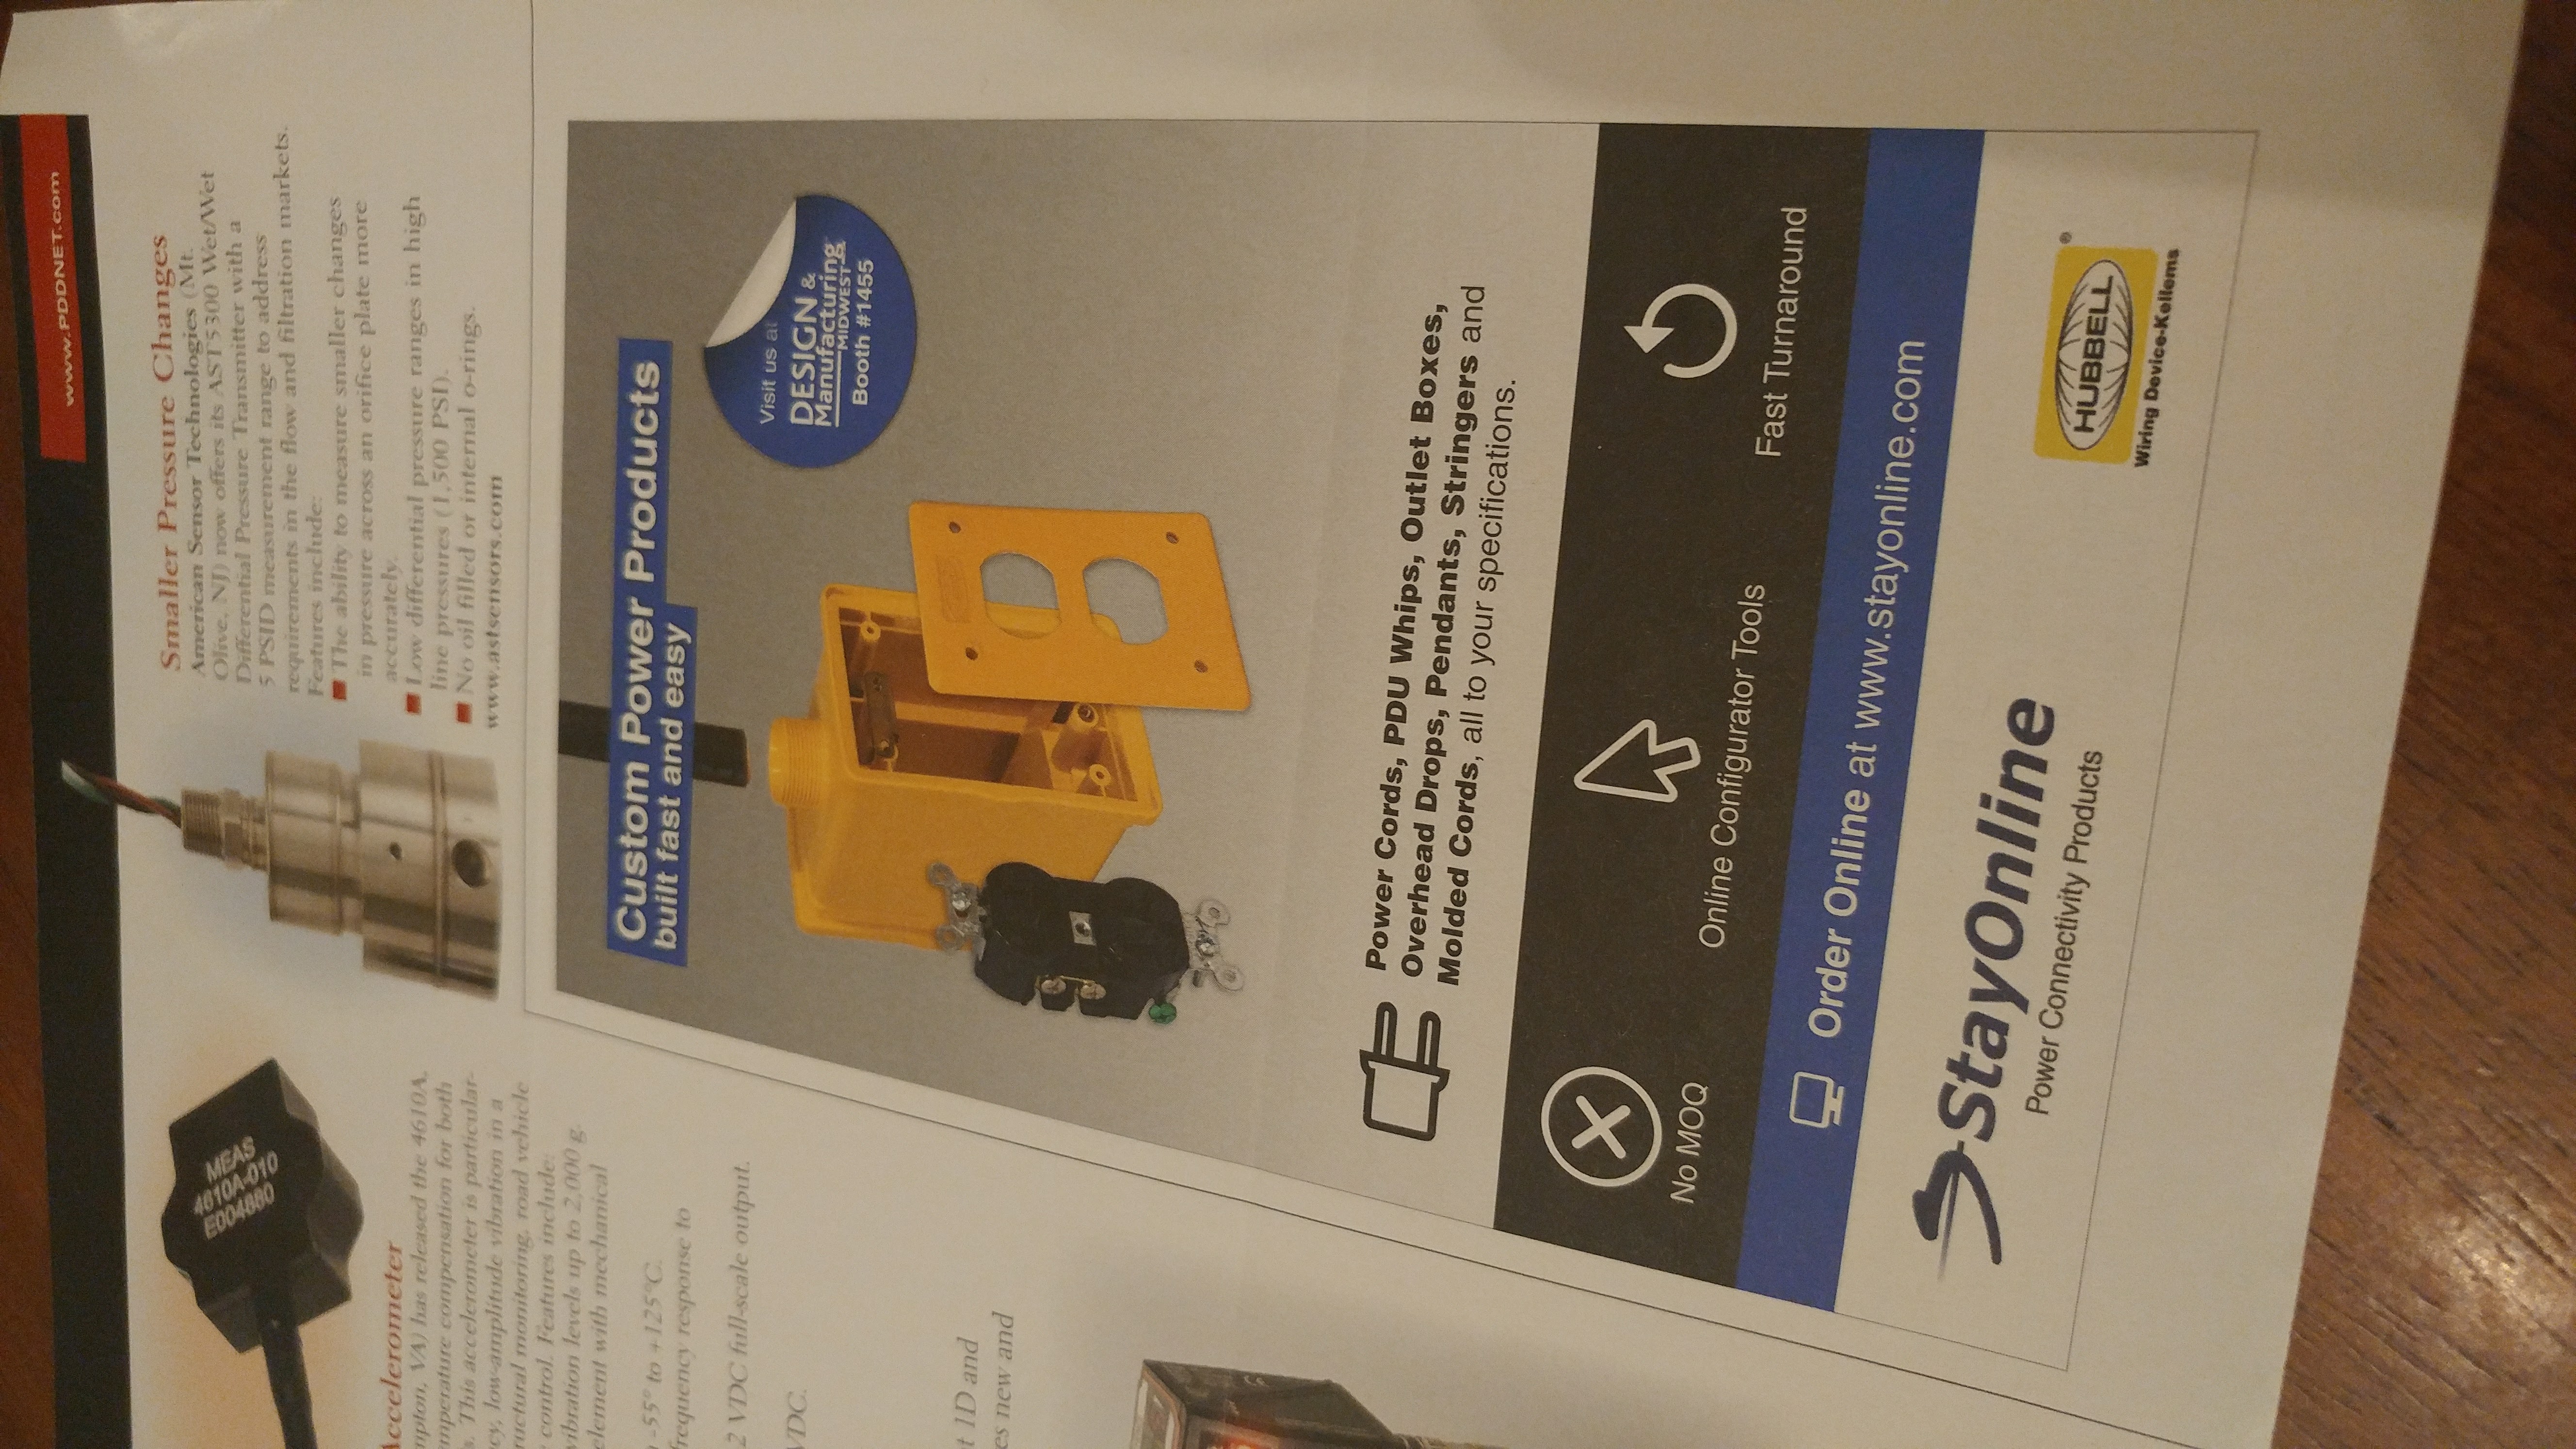 www.PDDNET.com
MEAS
4610A-010
E004880
Accelerometer
mpton, VA) has released the 4610A,
emperature compensation for both
s. This accelerometer is particular-
cy, low-amplitude vibration in a
ructural monitoring, road vehicle
control. Features include:
vibration levels up to 2,000 g.
element with mechanical
-55° to +125°C.
frequency response to
2 VDC full-scale output.
VDC.
t 1D and
es new and
Smaller Pressure Changes
American Sensor Technologies (Mt.
Olive, NJ) now offers its AST5300 Wet/Wet
Differential Pressure Transmitter with a
5 PSID measurement range to address
requirements in the flow and filtration markets.
Features include:
The ability to measure smaller changes
in pressure across an orifice plate more
accurately.
Low differential pressure ranges in high
line pressures (1,500 PSI).
No oil filled or internal o-rings.
www.astsensors.com
Custom Power Products
built fast and easy
Visit us at
DESIGN &
Manufacturing
MIDWEST
Booth #1455
Power Cords, PDU Whips, Outlet Boxes,
Overhead Drops, Pendants, Stringers and
Molded Cords, all to your specifications.
No MOQ
Online Configurator Tools
Fast Turnaround
Order Online at www.stayonline.com
StayOnline
Power Connectivity Products
HUBBELL
®
Wiring Device-Kellems